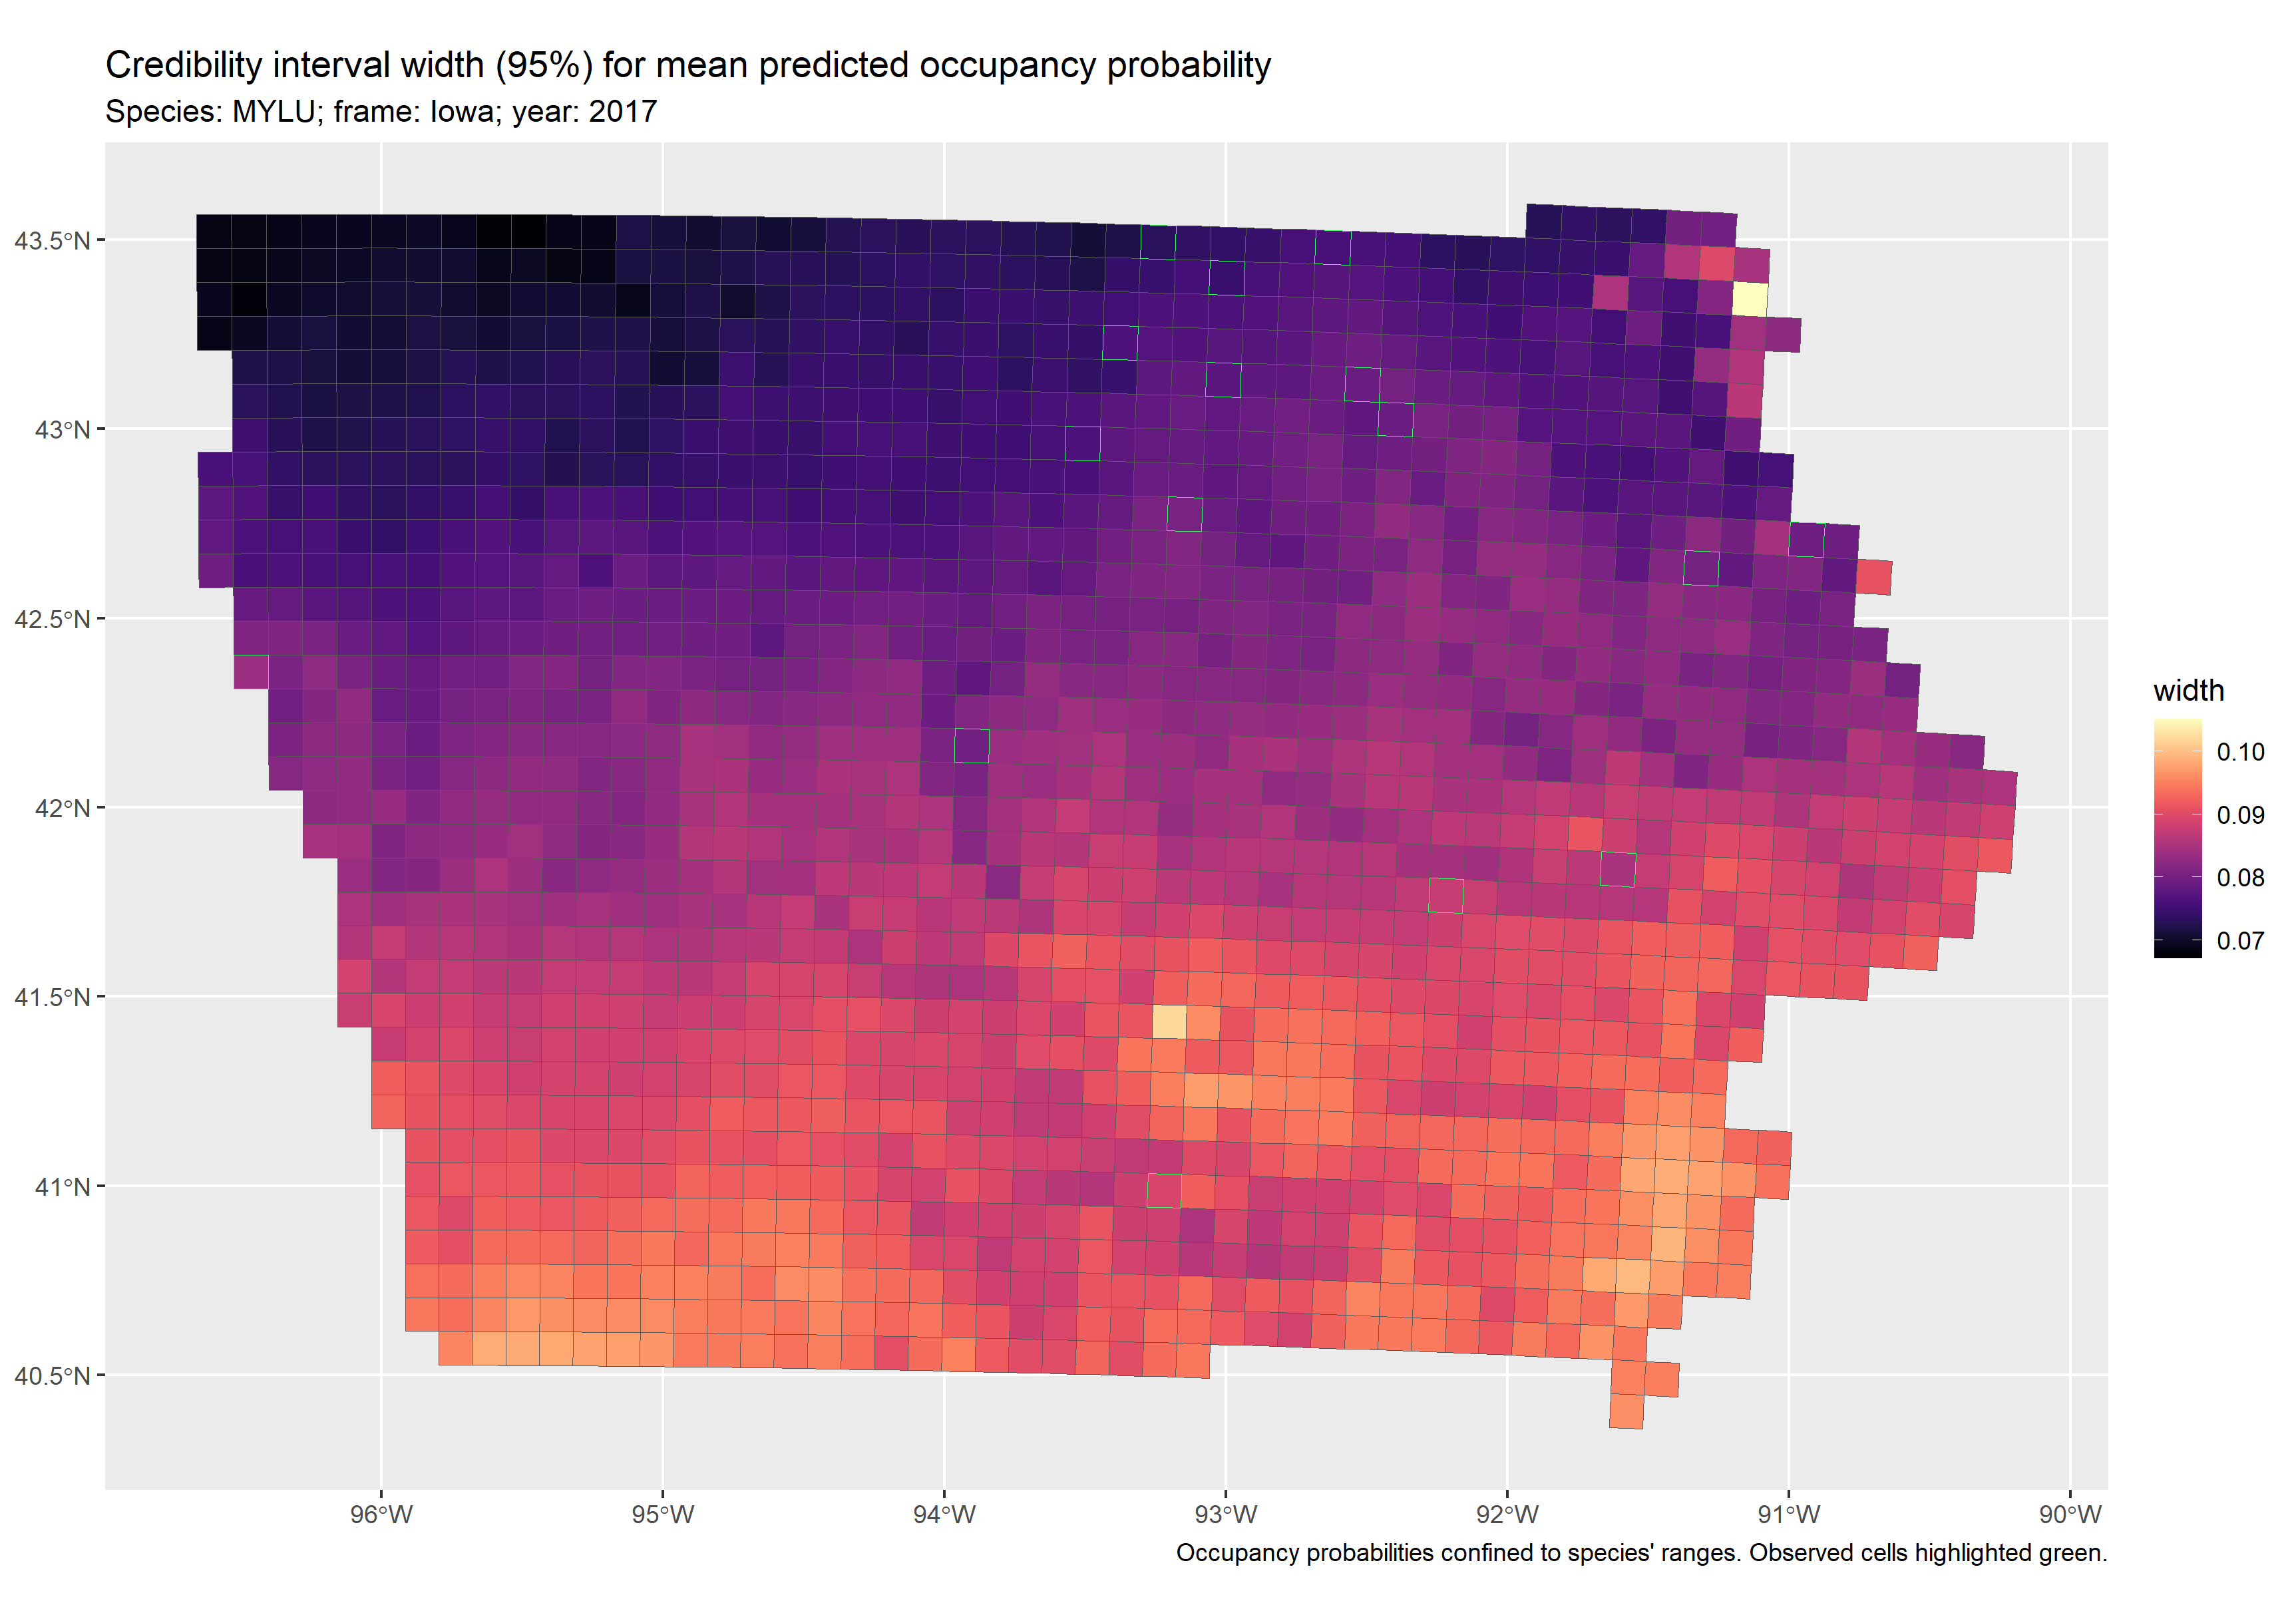 Credibility interval width (95%) for mean predicted occupancy probability
Species: MYLU; frame: Iowa; year: 2017
43.5°N
43°N
42.5°N
42°N
41.5°N
41°N
40.5°N
96°W
95°W
94°W
93°W
92°W
91°W
90°W
width
0.10
0.09
0.08
0.07
Occupancy probabilities confined to species' ranges. Observed cells highlighted green.